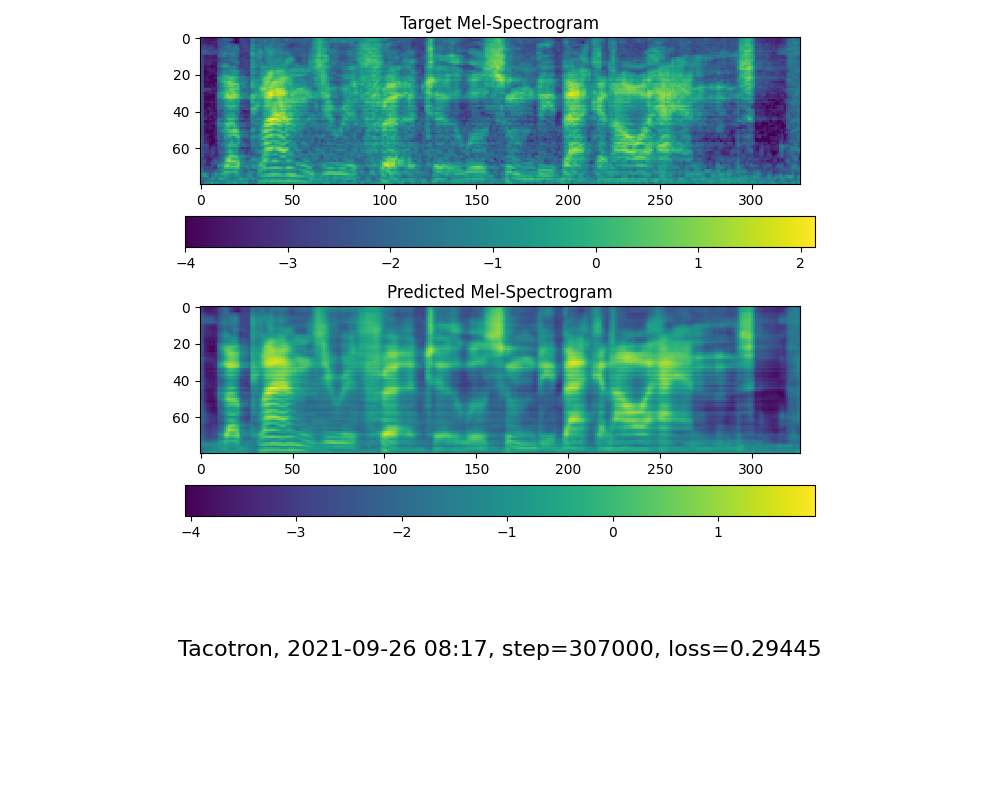 Target Mel-Spectrogram
0
20
40
60
0 50 100 150 200 250 300
−4 −3 −2 −1 0 1 2
Predicted Mel-Spectrogram
0
20
40
60
0 50 100 150 200 250 300
−4 −3 −2 −1 0 1
Tacotron, 2021-09-26 08:17, step=307000, loss=0.29445